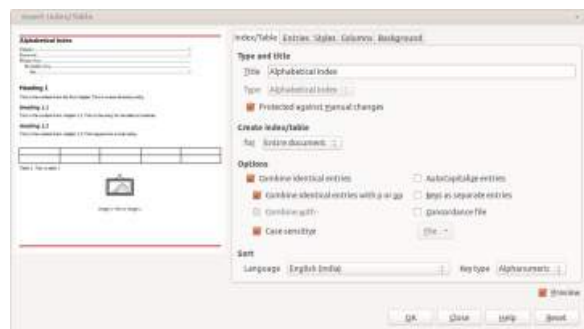 Insert Index/Table
Alphabetical Index
Heading 1
Heading 1.1
Heading 1.2
Index/Table Entries Styles Columns Background
Type and title
Title Alphabetical Index
Type Alphabetical Index
Protected against manual changes
Create index/table
for Entire document
Options
Combine identical entries
AutoCapitalize entries
Combine identical entries with p or pp
Keys as separate entries
Combine with -
Concordance file
Case sensitive
File
Sort
Language English (India)
Key type Alphanumeric
Preview
OK Close Help Reset